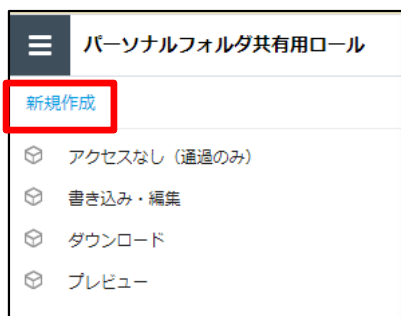 パーソナルフォルダ共有用ロール
新規作成
アクセスなし（通過のみ）
書き込み・編集
ダウンロード
プレビュー